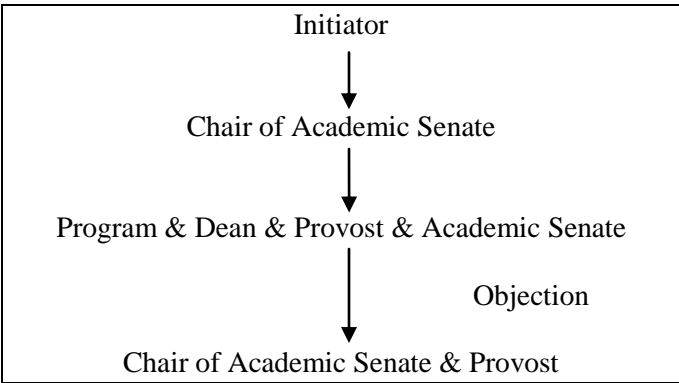 Initiator
Chair of Academic Senate
Program & Dean & Provost & Academic Senate
Objection
Chair of Academic Senate & Provost